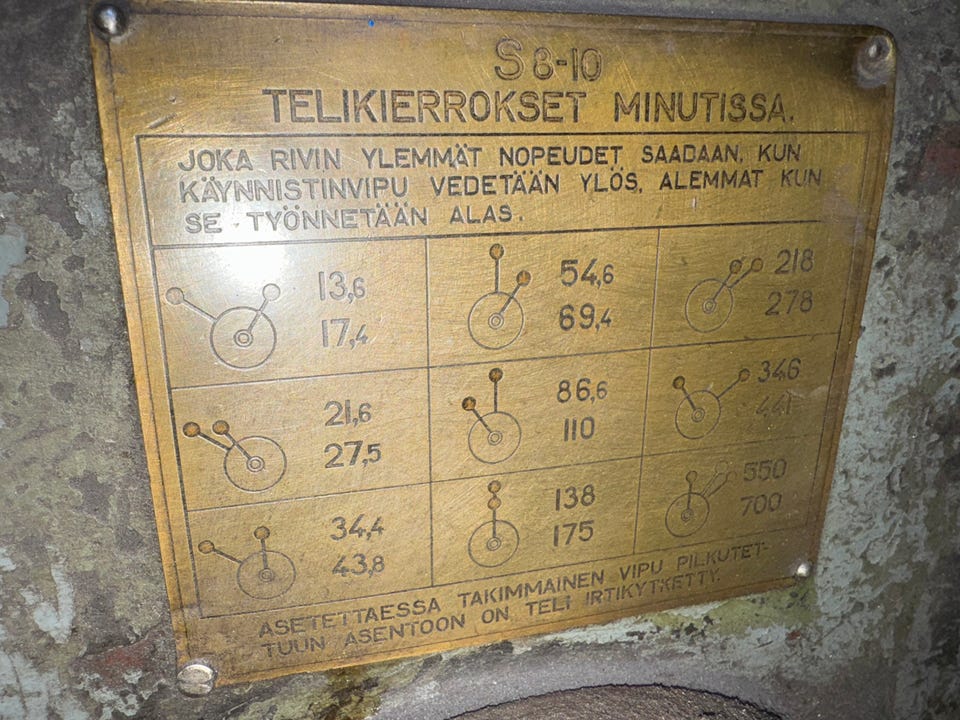 S 8-10
TELIKIERROKSET MINUTISSA.
JOKA RIVIN YLEMMÄT NOPEUDET SAADAAN, KUN
KÄYNNISTINVIPU VEDETÄÄN YLÖS, ALEMMAT KUN
SE TYÖNNETÄÄN ALAS.
13,6 54,6 218
17,4 69,4 278
21,6 86,6 346
27,5 110 441
34,4 138 550
43,8 175 700
ASETETTAESSA TAKIMMAINEN VIPU PILKUTET-
TUUN ASENTOON ON TELI IRTIKYTKETTY.